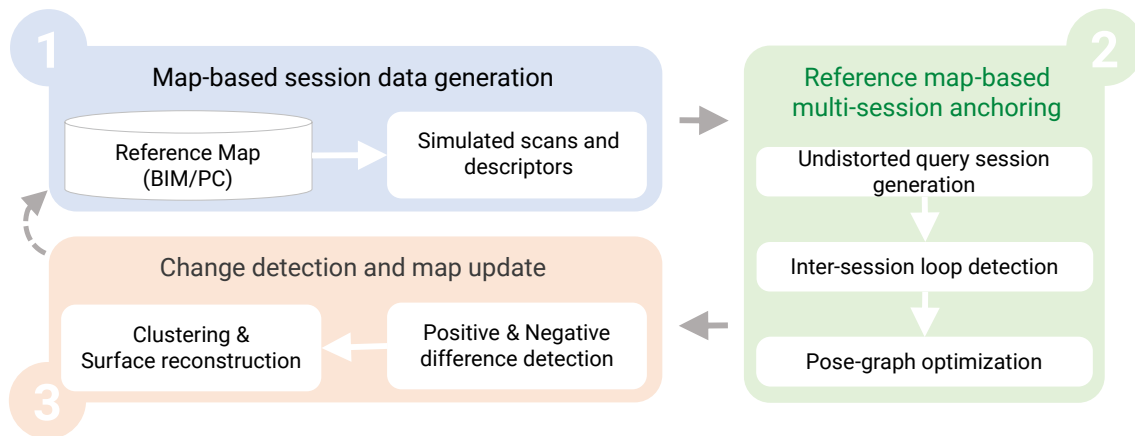 1
Map-based session data generation
Reference Map
(BIM/PC)
Simulated scans and
descriptors
2
Reference map-based
multi-session anchoring
Undistorted query session
generation
Inter-session loop detection
Pose-graph optimization
3
Change detection and map update
Positive & Negative
difference detection
Clustering &
Surface reconstruction